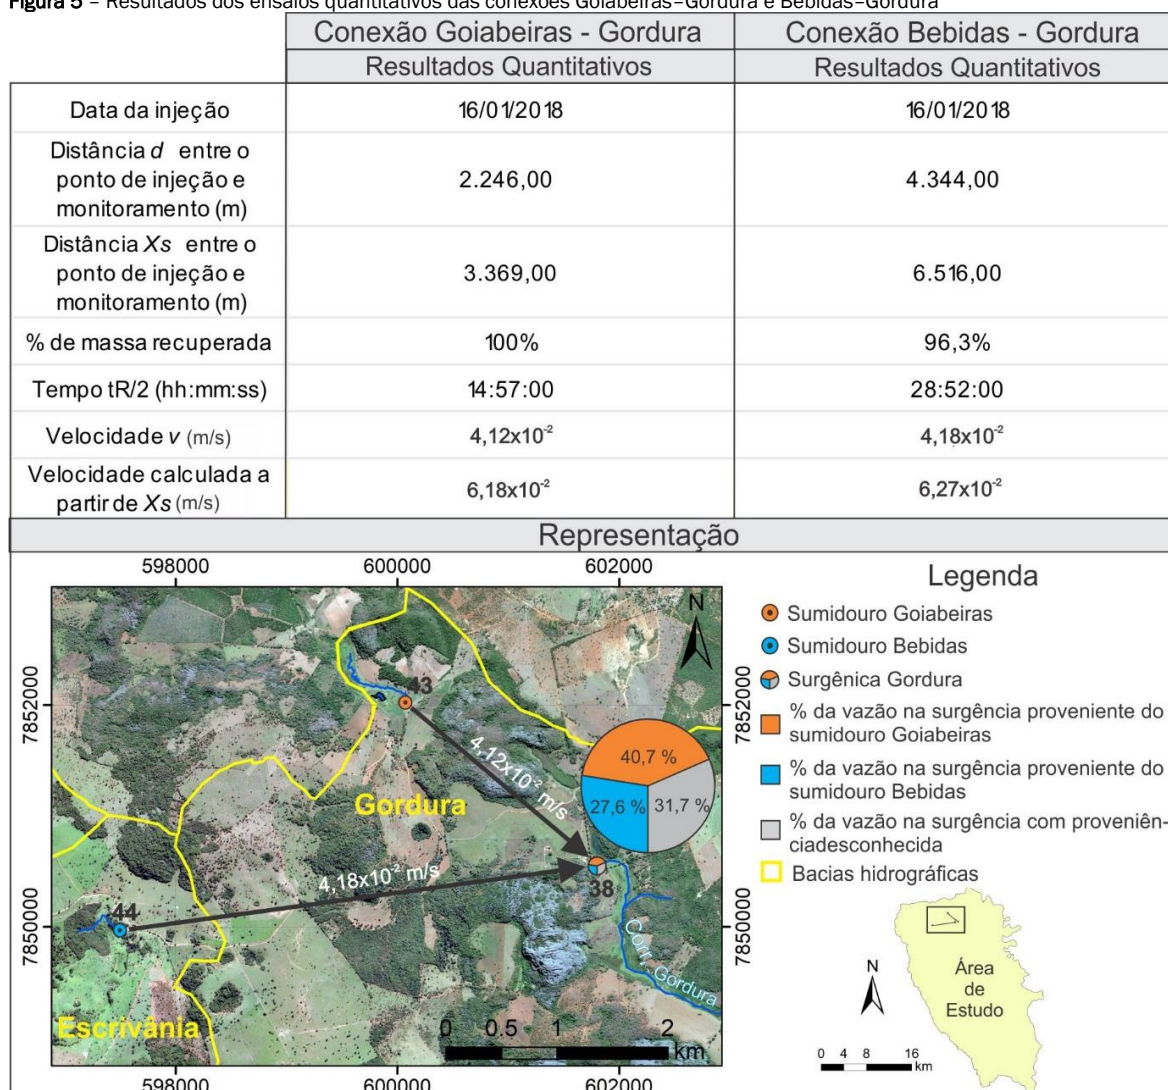 Figura 5 – Resultados dos ensaios quantitativos das conexões Goiabeiras–Gordura e Bebidas–Gordura
Conexão Goiabeiras - Gordura
Conexão Bebidas - Gordura
Resultados Quantitativos
Resultados Quantitativos
Data da injeção
16/01/2018
16/01/2018
Distância d entre o
ponto de injeção e
monitoramento (m)
2.246,00
4.344,00
Distância Xs entre o
ponto de injeção e
monitoramento (m)
3.369,00
6.516,00
% de massa recuperada
100%
96,3%
Tempo tR/2 (hh:mm:ss)
14:57:00
28:52:00
Velocidade v (m/s)
4,12x10⁻²
4,18x10⁻²
Velocidade calculada a
partir de Xs (m/s)
6,18x10⁻²
6,27x10⁻²
Representação
598000
600000
602000
7852000
7850000
N
43
4,12x10⁻² m/s
Gordura
40,7 %
27,6 %
31,7 %
4,18x10⁻² m/s
38
44
Corr. Gordura
Escrivânia
0 0.5 1 2
km
7852000
7850000
598000
600000
602000
Legenda
Sumidouro Goiabeiras
Sumidouro Bebidas
Surgênica Gordura
% da vazão na surgência proveniente do
sumidouro Goiabeiras
% da vazão na surgência proveniente do
sumidouro Bebidas
% da vazão na surgência com proveniên-
ciadesconhecida
Bacias hidrográficas
N
Área
de
Estudo
0 4 8 16
km